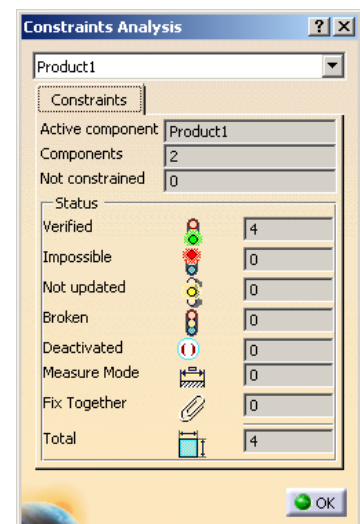 Constraints Analysis
Product1
Constraints
Active component Product1
Components 2
Not constrained 0
Status
Verified 4
Impossible 0
Not updated 0
Broken 0
Deactivated 0
Measure Mode 0
Fix Together 0
Total 4
OK